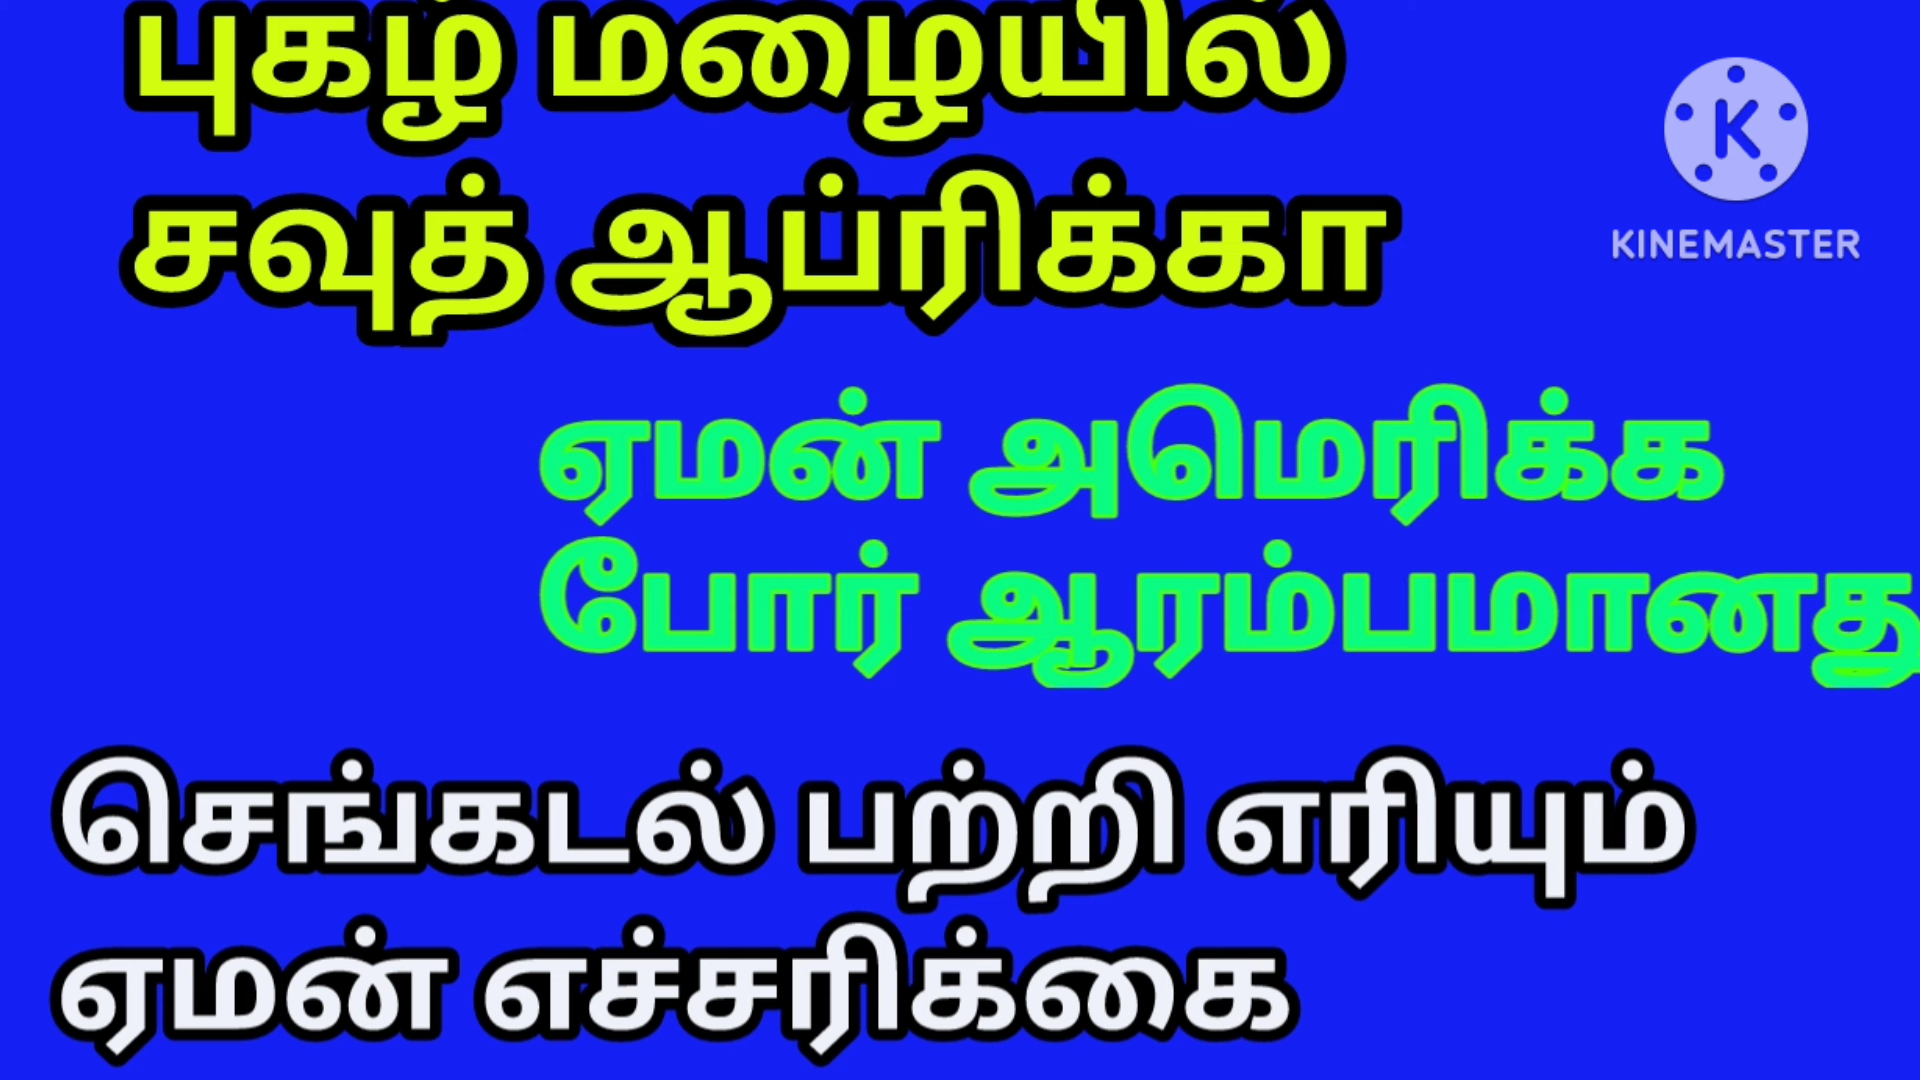 புகழ் மழையில்
சவுத் ஆப்ரிக்கா
KINEMASTER
ஏமன் அமெரிக்க
போர் ஆரம்பமானது
செங்கடல் பற்றி எரியும்
ஏமன் எச்சரிக்கை